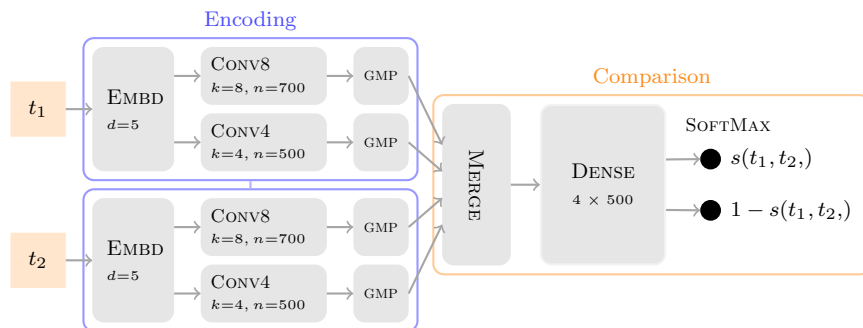 Encoding
Comparison
t1
EMBD
d=5
CONV8
k=8, n=700
GMP
CONV4
k=4, n=500
GMP
t2
EMBD
d=5
CONV8
k=8, n=700
GMP
CONV4
k=4, n=500
GMP
MERGE
DENSE
4 × 500
SOFTMAX
s(t1, t2,)
1 − s(t1, t2,)